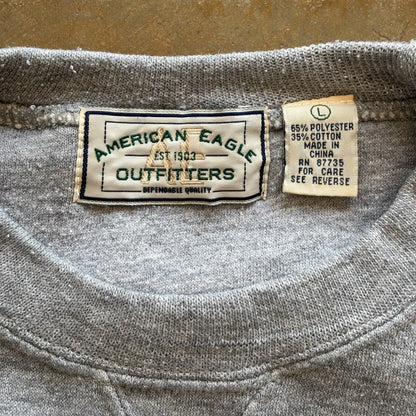 AMERICAN EAGLE
AE
EST 1903
OUTFITTERS
DEPENDABLE QUALITY
L
65% POLYESTER
35% COTTON
MADE IN
CHINA
RN 87735
FOR CARE
SEE REVERSE